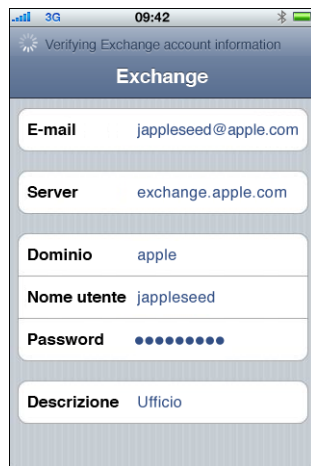 3G 09:42
Verifying Exchange account information
Exchange
E-mail jappleseed@apple.com
Server exchange.apple.com
Dominio apple
Nome utente jappleseed
Password ●●●●●●●●●
Descrizione Ufficio